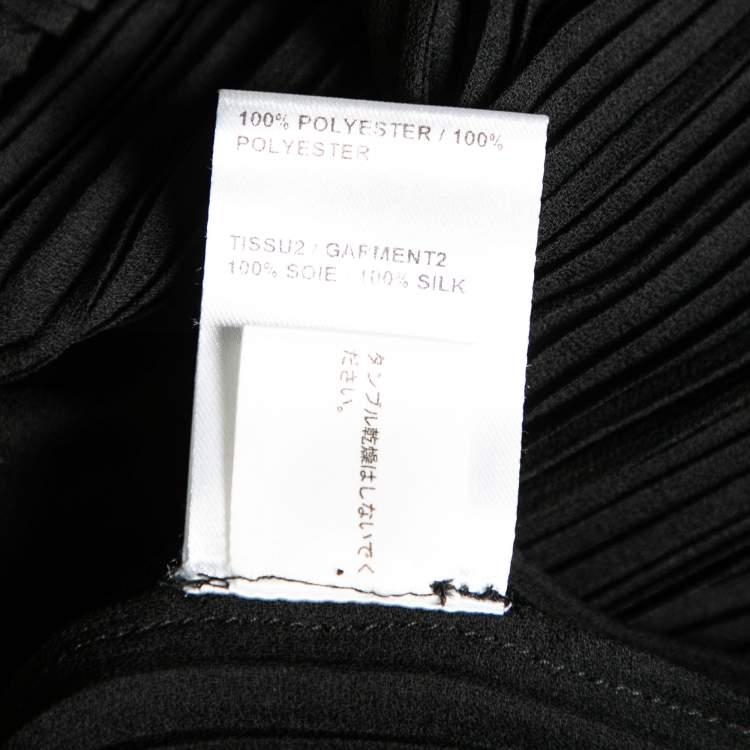 100% POLYESTER / 100%
POLYESTER
TISSU2 / GARMENT2
100% SOIE / 100% SILK
タンブル乾燥はしないでく
ださい。